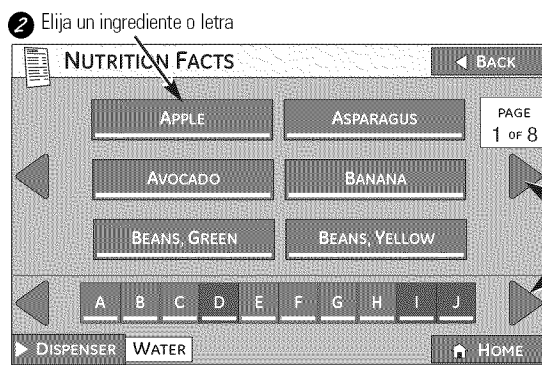 2 Elija un ingrediente o letra
NUTRITION FACTS
BACK
APPLE ASPARAGUS
PAGE
1 OF 8
AVOCADO BANANA
BEANS, GREEN BEANS, YELLOW
A B C D E F G H I J
DISPENSER WATER HOME